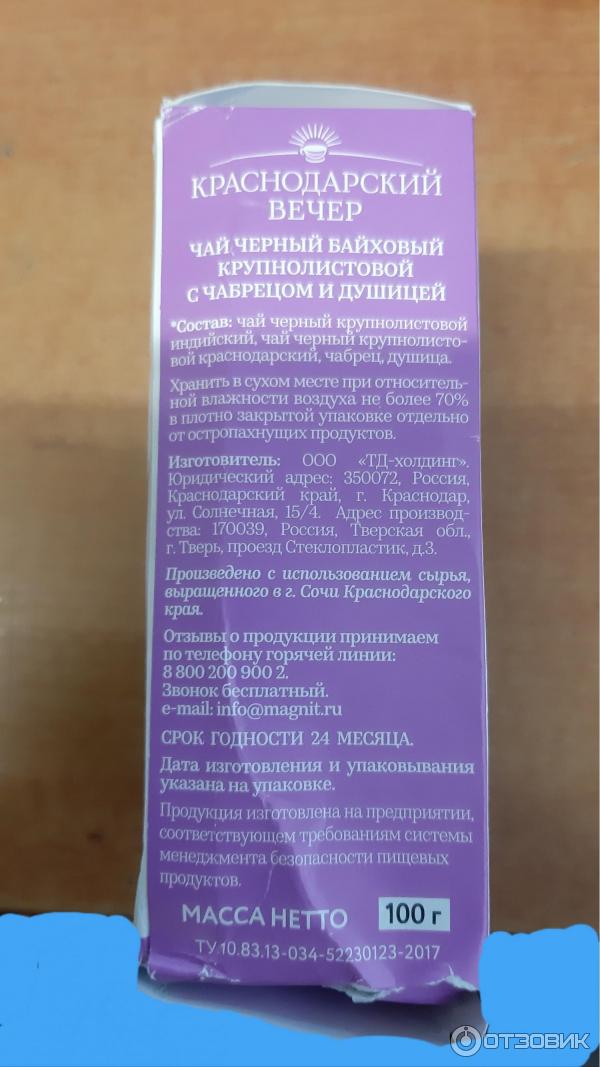 КРАСНОДАРСКИЙ
ВЕЧЕР
ЧАЙ ЧЕРНЫЙ БАЙХОВЫЙ
КРУПНОЛИСТОВОЙ
С ЧАБРЕЦОМ И ДУШИЦЕЙ
*Состав: чай черный крупнолистовой
индийский, чай черный крупнолисто-
вой краснодарский, чабрец, душица.
Хранить в сухом месте при относитель-
ной влажности воздуха не более 70%
в плотно закрытой упаковке отдельно
от остропахнущих продуктов.
Изготовитель: ООО «ТД-холдинг».
Юридический адрес: 350072, Россия,
Краснодарский край, г. Краснодар,
ул. Солнечная, 15/4. Адрес производ-
ства: 170039, Россия, Тверская обл.,
г. Тверь, проезд Стеклопластик, д.3.
Произведено с использованием сырья,
выращенного в г. Сочи Краснодарского
края.
Отзывы о продукции принимаем
по телефону горячей линии:
8 800 200 900 2.
Звонок бесплатный.
e-mail: info@magnit.ru
СРОК ГОДНОСТИ 24 МЕСЯЦА.
Дата изготовления и упаковывания
указана на упаковке.
Продукция изготовлена на предприятии,
соответствующем требованиям системы
менеджмента безопасности пищевых
продуктов.
МАССА НЕТТО 100 г
ТУ 10.83.13-034-52230123-2017
ОТЗОВИК